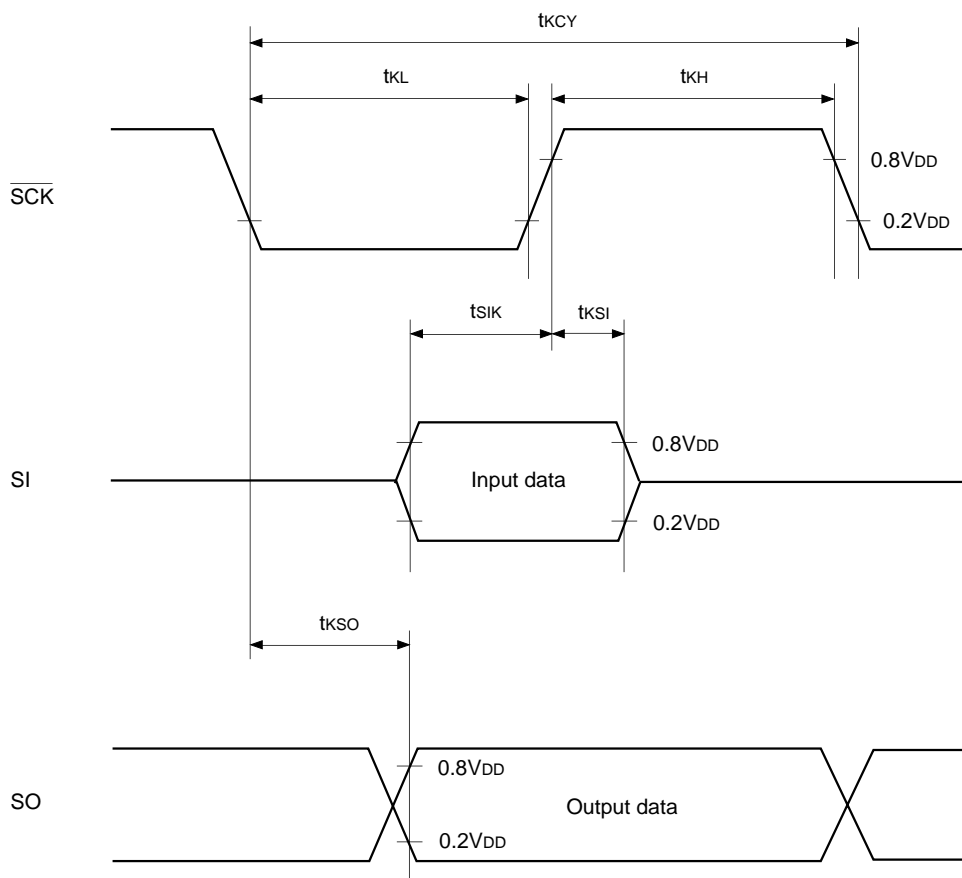 tKCY
tKL
tKH
0.8VDD
SCK
0.2VDD
tSIK
tKSI
0.8VDD
SI
Input data
0.2VDD
tKSO
0.8VDD
SO
Output data
0.2VDD